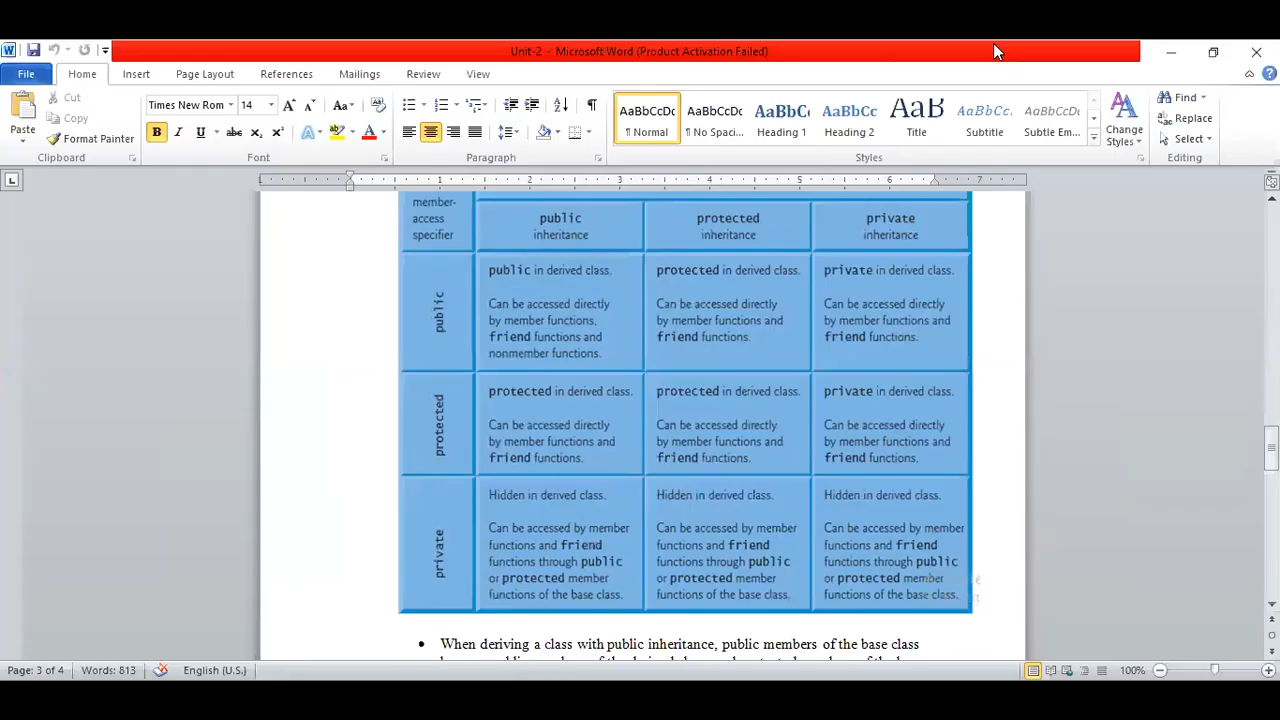 Unit-2 - Microsoft Word (Product Activation Failed)
File Home Insert Page Layout References Mailings Review View
Paste
Cut
Copy
Format Painter
Clipboard
Times New Rom 14
Font
Paragraph
AaBbCcDc AaBbCcDc AaBbC AaBbCc AaB AaBbCcL AaBbCcDc
¶ Normal ¶ No Spaci... Heading 1 Heading 2 Title Subtitle Subtle Em...
Styles
Change
Styles
Find
Replace
Select
Editing
1 1 2 3 4 5 6 7
member-
access
specifier
public
inheritance
protected
inheritance
private
inheritance
public
public in derived class.
Can be accessed directly
by member functions,
friend functions and
nonmember functions.
protected in derived class.
Can be accessed directly
by member functions and
friend functions.
private in derived class.
Can be accessed directly
by member functions and
friend functions.
protected
protected in derived class.
Can be accessed directly
by member functions and
friend functions.
protected in derived class.
Can be accessed directly
by member functions and
friend functions.
private in derived class.
Can be accessed directly
by member functions and
friend functions.
private
Hidden in derived class.
Can be accessed by member
functions and friend
functions through public
or protected member
functions of the base class.
Hidden in derived class.
Can be accessed by member
functions and friend
functions through public
or protected member
functions of the base class.
Hidden in derived class.
Can be accessed by member
functions and friend
functions through public
or protected member
functions of the base class.
• When deriving a class with public inheritance, public members of the base class
Page: 3 of 4 Words: 813 English (U.S.) 100%